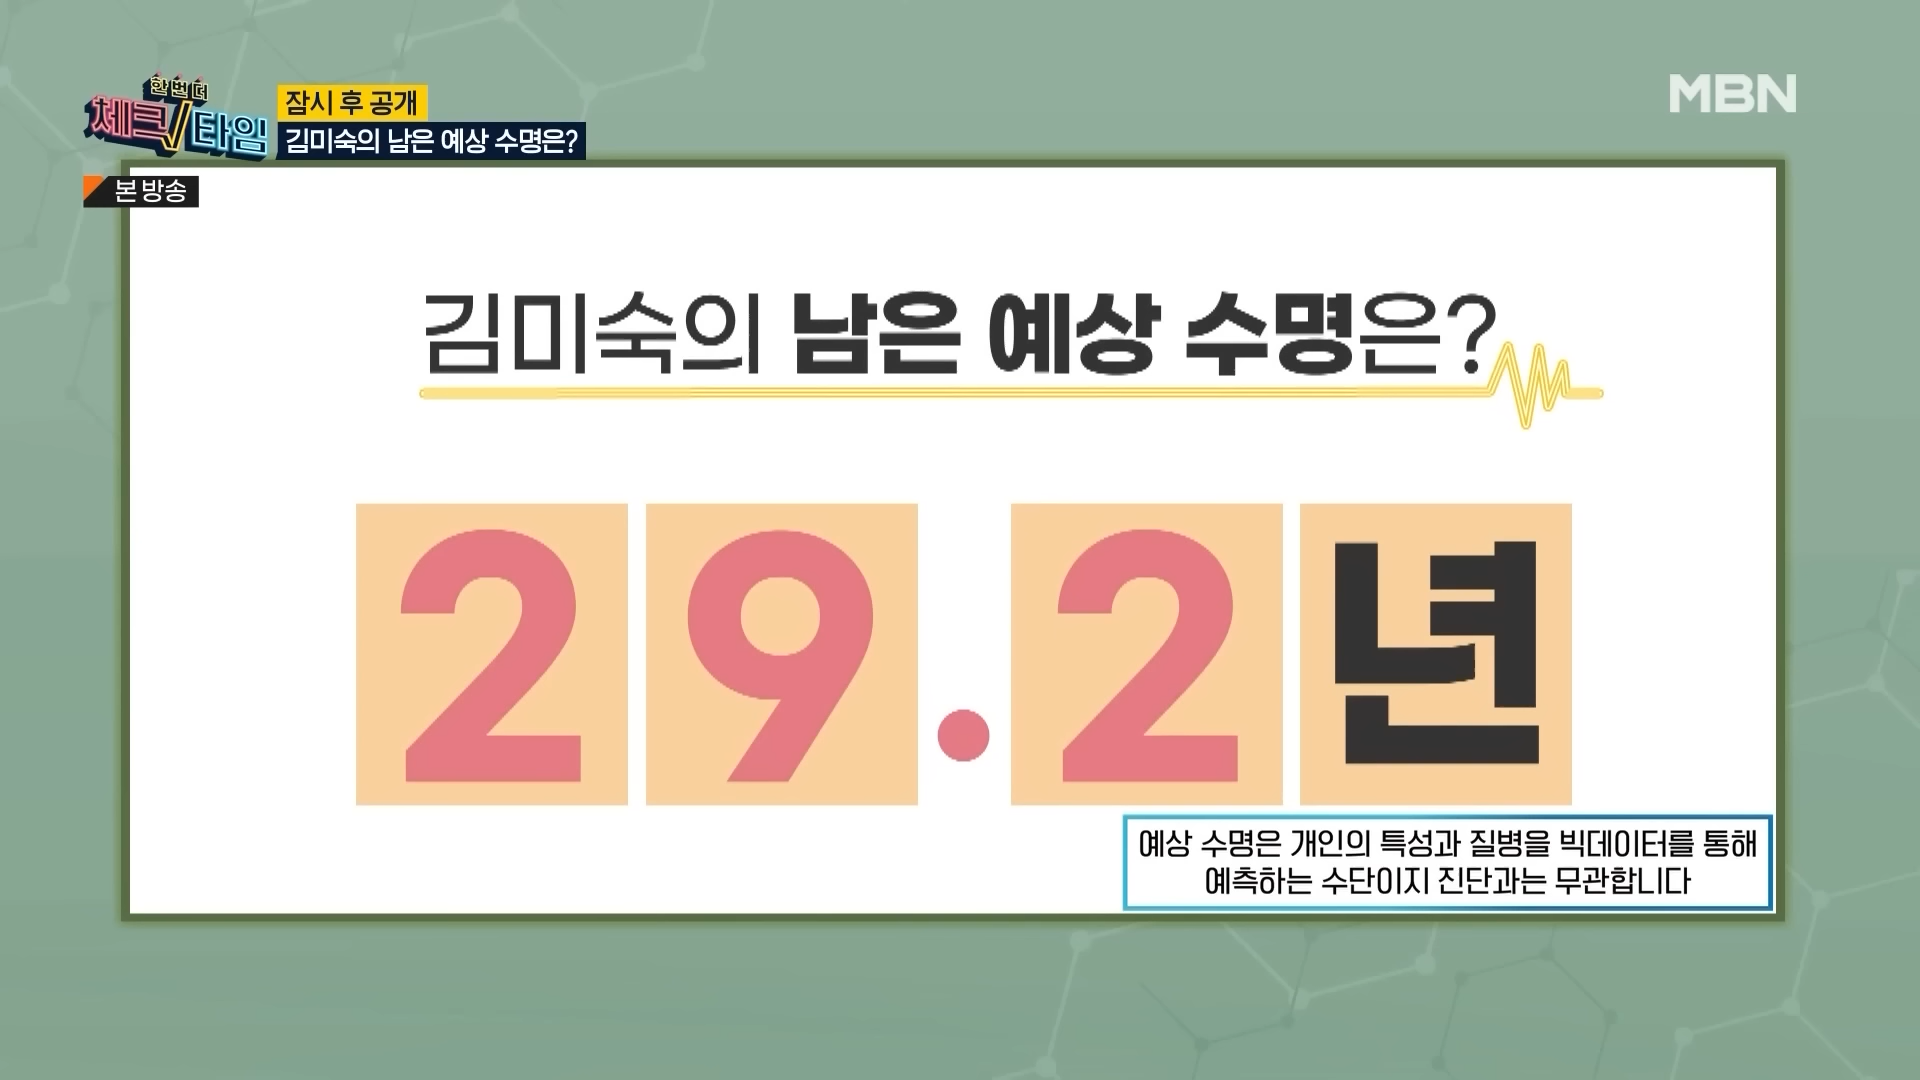 한 번 더
체크타임
잠시 후 공개
김미숙의 남은 예상 수명은?
MBN
본 방송
김미숙의 남은 예상 수명은?
29.2년
예상 수명은 개인의 특성과 질병을 빅데이터를 통해
예측하는 수단이지 진단과는 무관합니다